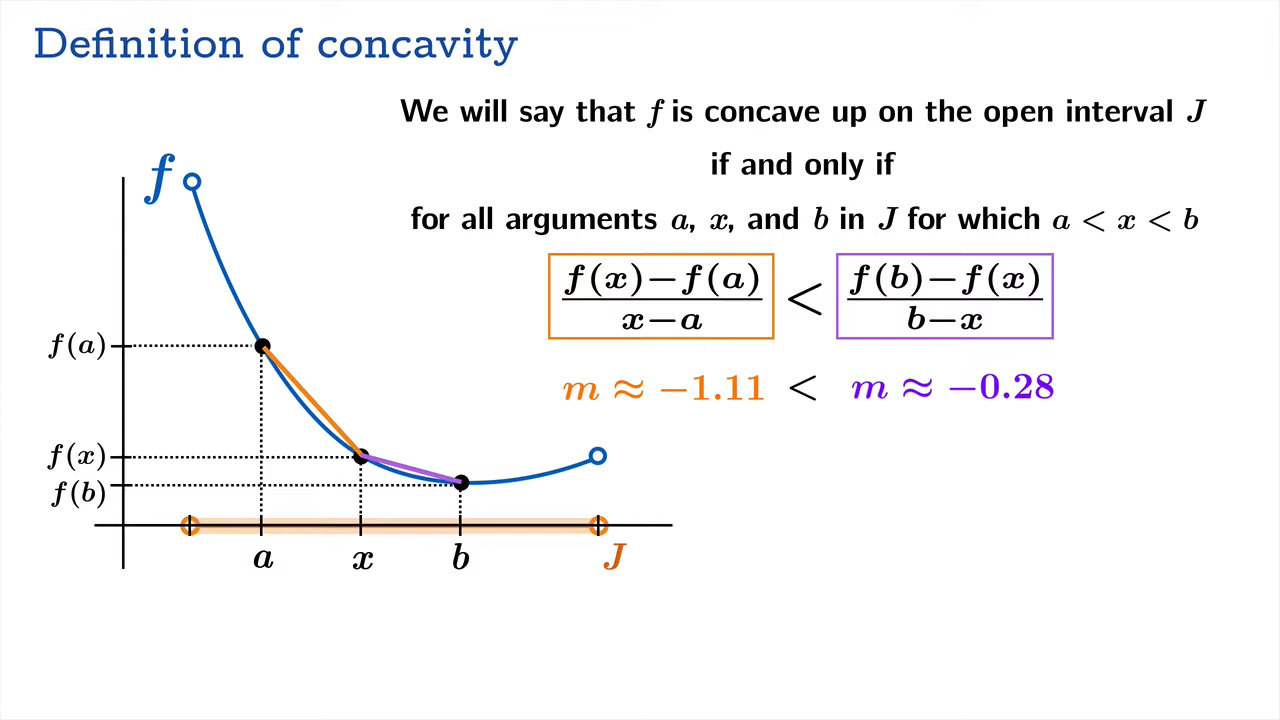 Definition of concavity
We will say that f is concave up on the open interval J
if and only if
for all arguments a, x, and b in J for which a < x < b
f(x)−f(a) / x−a < f(b)−f(x) / b−x
m ≈ −1.11 < m ≈ −0.28
f
f(a)
f(x)
f(b)
a x b J